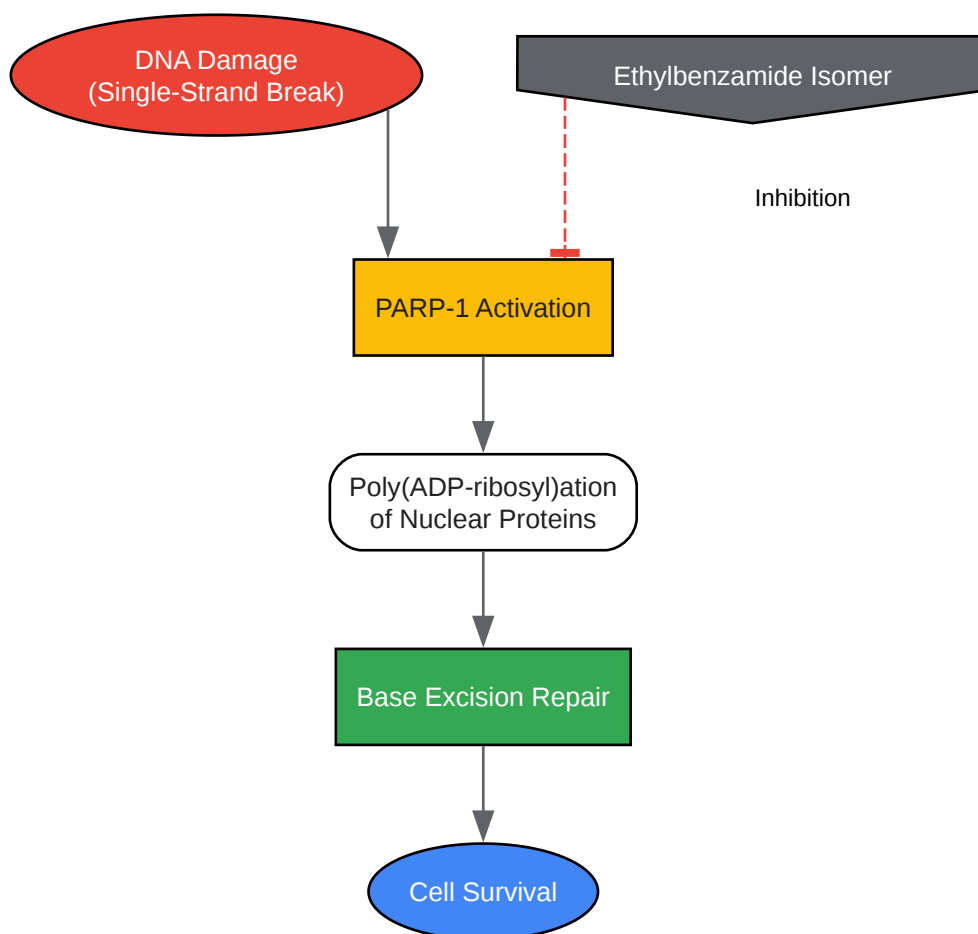 DNA Damage
(Single-Strand Break)
Ethylbenzamide Isomer
Inhibition
PARP-1 Activation
Poly(ADP-ribosyl)ation
of Nuclear Proteins
Base Excision Repair
Cell Survival